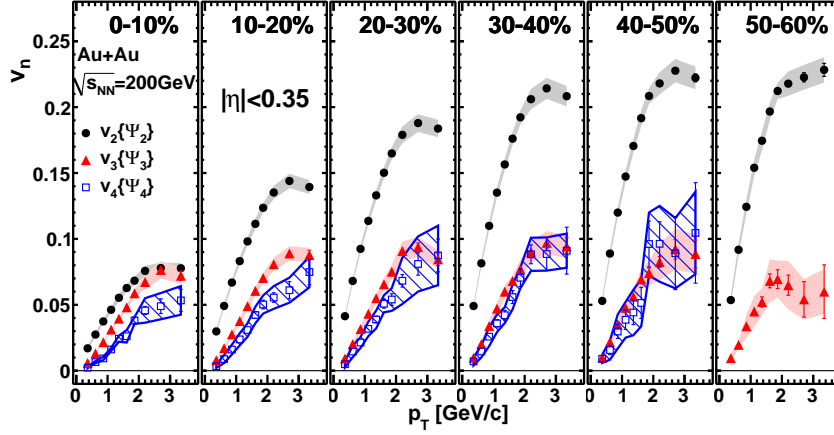 0-10% 10-20% 20-30% 30-40% 40-50% 50-60%
0.25
Au+Au
√s_NN=200GeV
|η|<0.35
0.2
v_n
v_2{Ψ_2}
v_3{Ψ_3}
v_4{Ψ_4}
0.15
0.1
0.05
0
0 1 2 3 0 1 2 3 0 1 2 3 0 1 2 3 0 1 2 3 0 1 2 3
p_T [GeV/c]